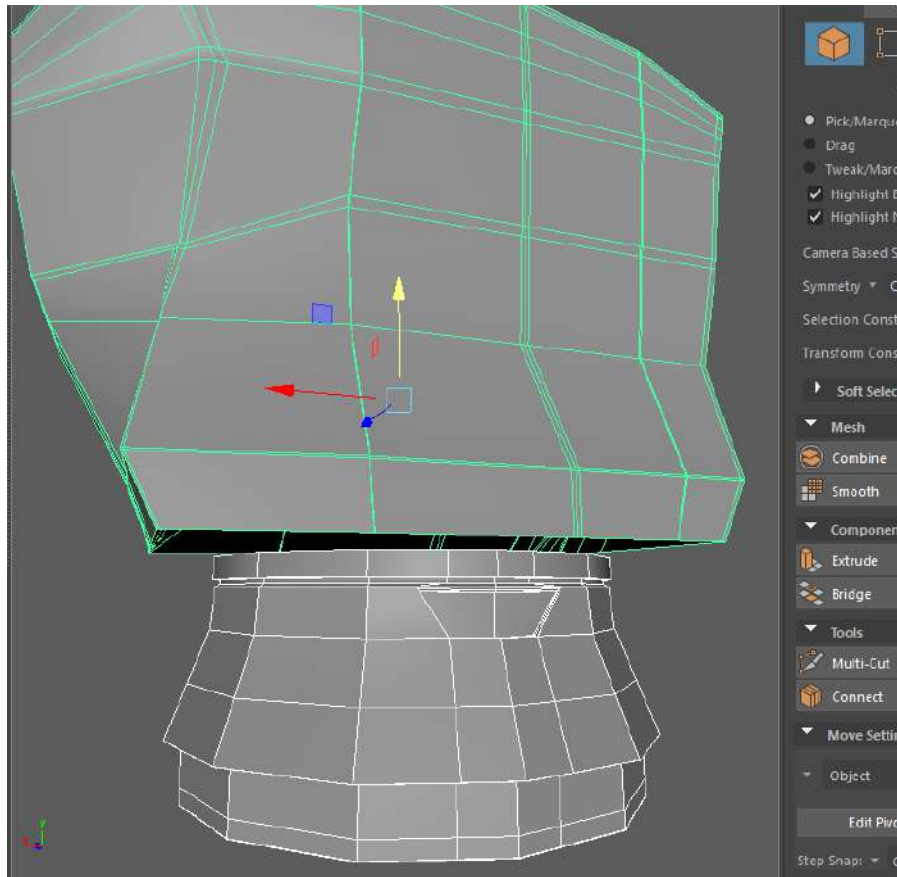 Pick/Marqu
Drag
Tweak/Marq
Highlight
Highlight
Camera Based S
Symmetry
Selection Const
Transform Cons
Soft Selec
Mesh
Combine
Smooth
Componen
Extrude
Bridge
Tools
Multi-Cut
Connect
Move Settin
Object
Edit Piv
Step Snap:
y